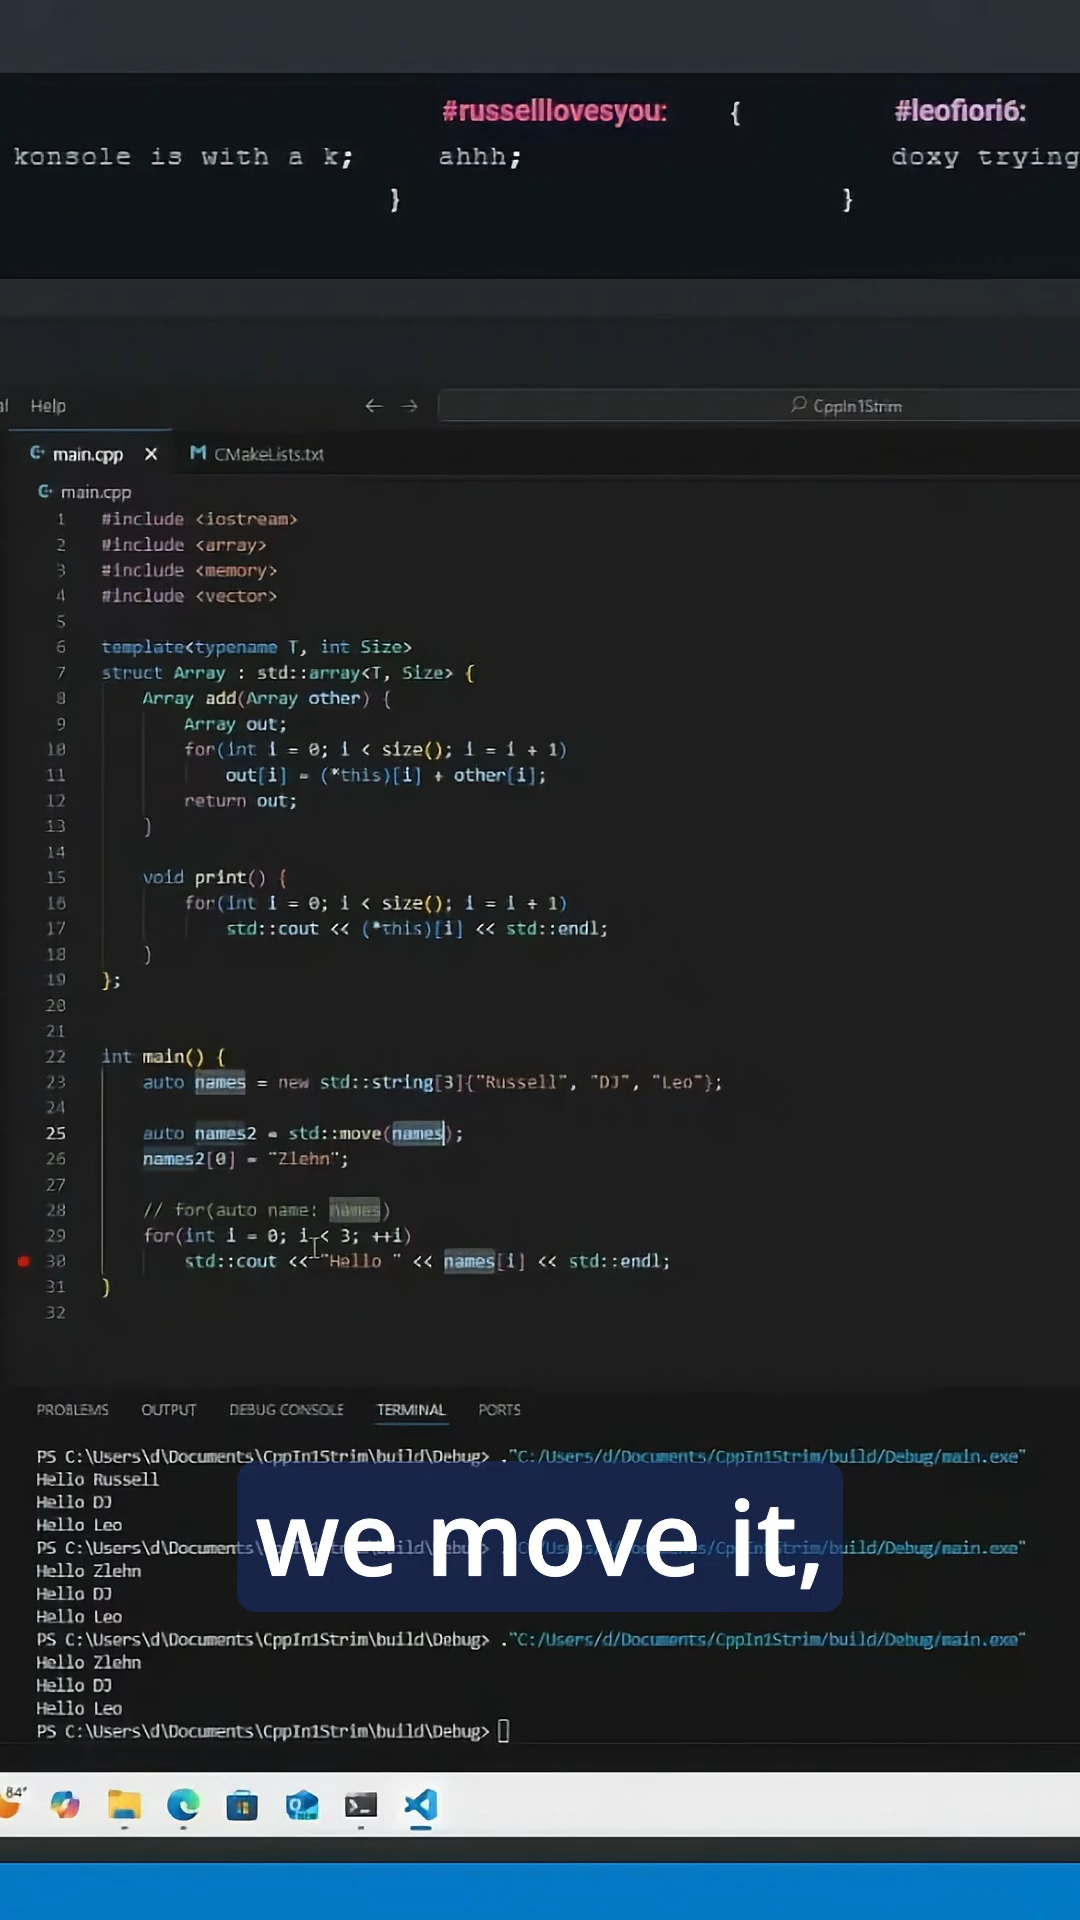 #russelllovesyou: { #leofiori6:
konsole is with a k; ahhh; doxy trying
} }
Help CppIn1Strim
main.cpp CMakeLists.txt
main.cpp
1 #include <iostream>
2 #include <array>
3 #include <memory>
4 #include <vector>
5
6 template<typename T, int Size>
7 struct Array : std::array<T, Size> {
8 Array add(Array other) {
9 Array out;
10 for(int i = 0; i < size(); i = i + 1)
11 out[i] = (*this)[i] + other[i];
12 return out;
13 }
14
15 void print() {
16 for(int i = 0; i < size(); i = i + 1)
17 std::cout << (*this)[i] << std::endl;
18 }
19 };
20
21
22 int main() {
23 auto names = new std::string[3]{"Russell", "DJ", "Leo"};
24
25 auto names2 = std::move(names);
26 names2[0] = "Zlehn";
27
28 // for(auto name: names)
29 for(int i = 0; i < 3; ++i)
30 std::cout << "Hello " << names[i] << std::endl;
31 }
32
PROBLEMS OUTPUT DEBUG CONSOLE TERMINAL PORTS
PS C:\Users\d\Documents\CppIn1Strim\build\Debug> ."C:/Users/d/Documents/CppIn1Strim/build/Debug/main.exe"
Hello Russell
Hello DJ
Hello Leo
PS C:\Users\d\Documents\CppIn1Strim\build\Debug> ."C:/Users/d/Documents/CppIn1Strim/build/Debug/main.exe"
Hello Zlehn
Hello DJ
Hello Leo
PS C:\Users\d\Documents\CppIn1Strim\build\Debug> ."C:/Users/d/Documents/CppIn1Strim/build/Debug/main.exe"
Hello Zlehn
Hello DJ
Hello Leo
PS C:\Users\d\Documents\CppIn1Strim\build\Debug>
we move it,
84°